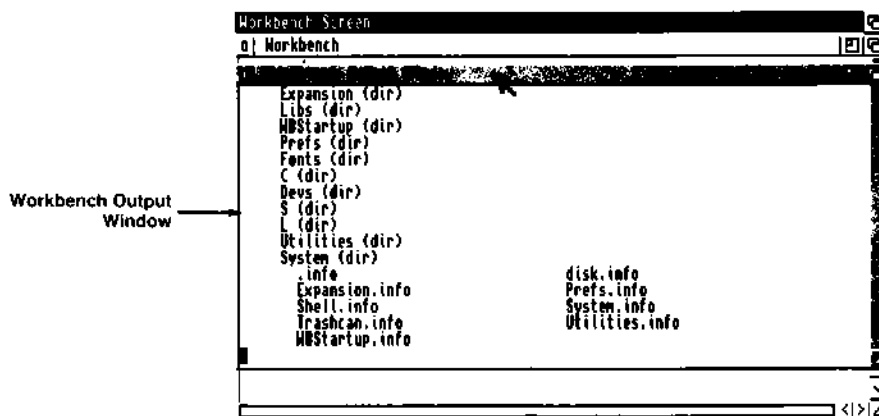 Workbench Screen
Workbench
Expansion (dir)
Libs (dir)
WBStartup (dir)
Prefs (dir)
Fonts (dir)
C (dir)
Devs (dir)
S (dir)
L (dir)
Utilities (dir)
System (dir)
.info disk.info
Expansion.info Prefs.info
Shell.info System.info
Trashcan.info Utilities.info
WBStartup.info
Workbench Output
Window